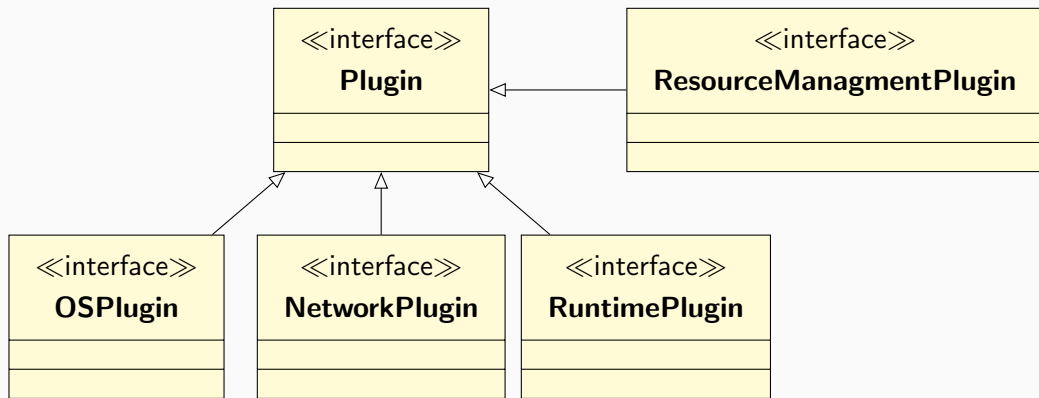 ≪interface≫
Plugin
≪interface≫
ResourceManagmentPlugin
≪interface≫
OSPlugin
≪interface≫
NetworkPlugin
≪interface≫
RuntimePlugin